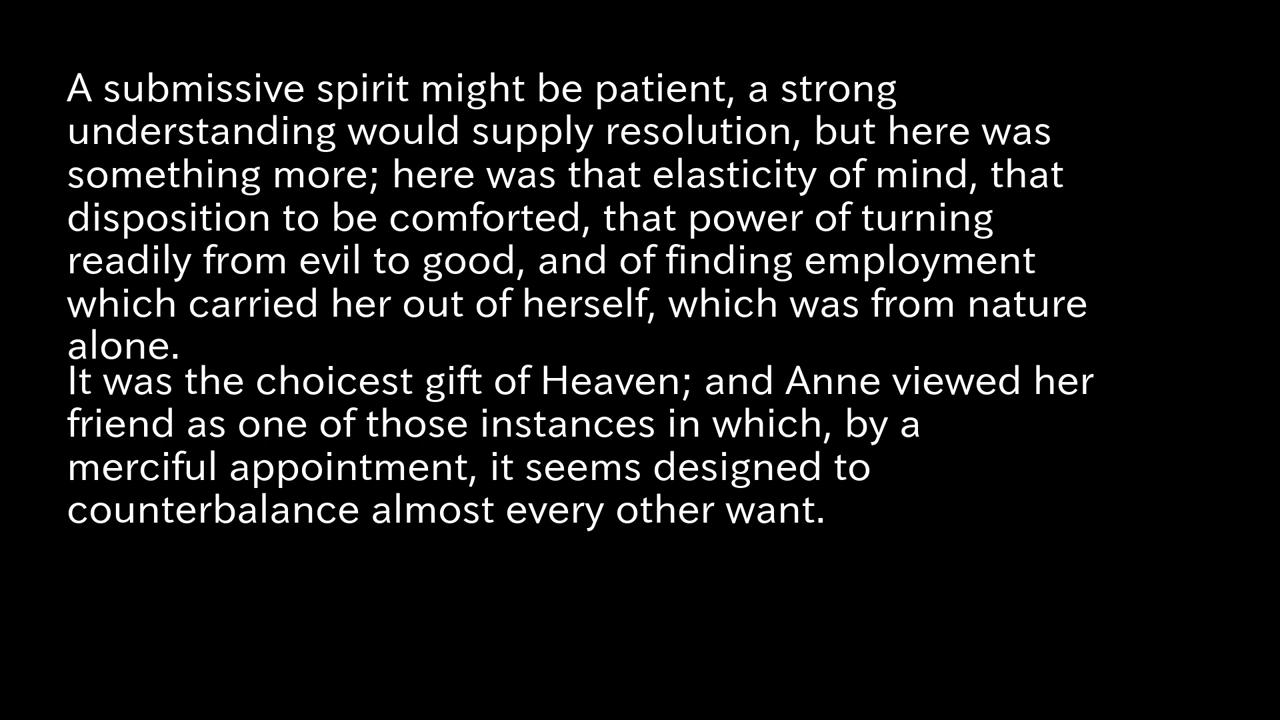 A submissive spirit might be patient, a strong
understanding would supply resolution, but here was
something more; here was that elasticity of mind, that
disposition to be comforted, that power of turning
readily from evil to good, and of finding employment
which carried her out of herself, which was from nature
alone.
It was the choicest gift of Heaven; and Anne viewed her
friend as one of those instances in which, by a
merciful appointment, it seems designed to
counterbalance almost every other want.